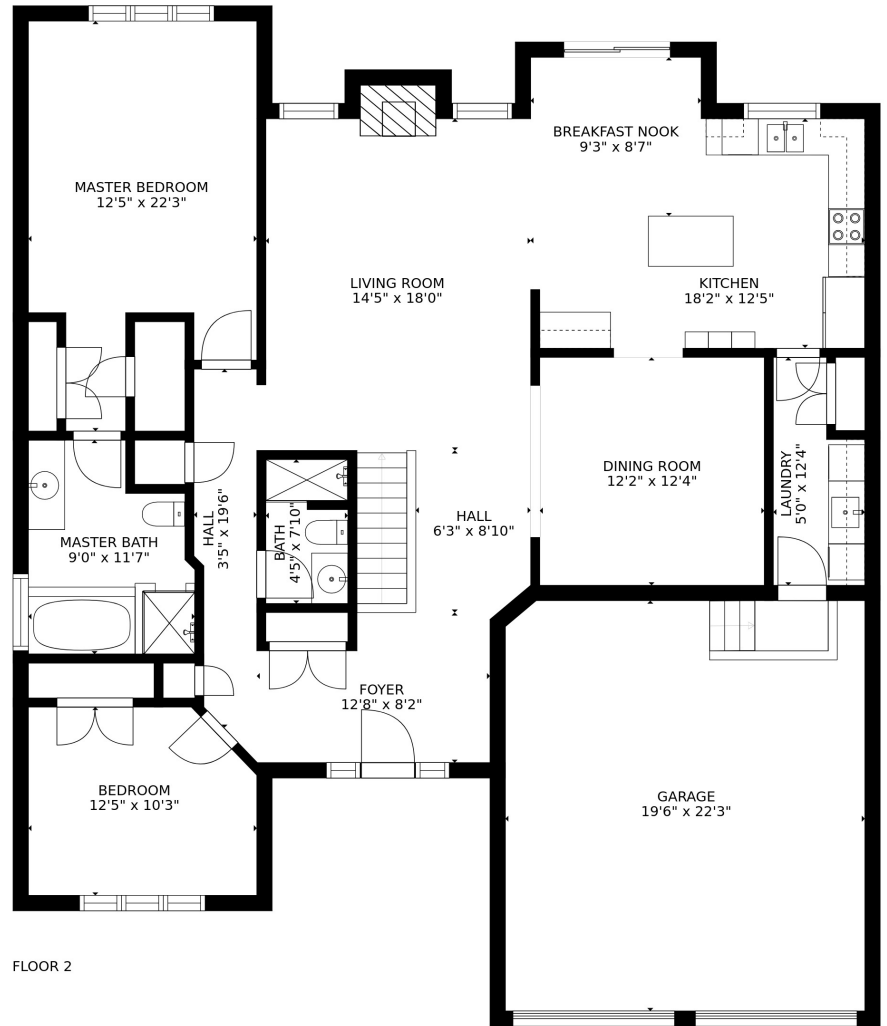 BREAKFAST NOOK
9'3" x 8'7"
MASTER BEDROOM
12'5" x 22'3"
LIVING ROOM
14'5" x 18'0"
KITCHEN
18'2" x 12'5"
DINING ROOM
12'2" x 12'4"
LAUNDRY
5'0" x 12'4"
HALL
6'3" x 8'10"
HALL
3'5" x 19'6"
BATH
4'5" x 7'10"
MASTER BATH
9'0" x 11'7"
FOYER
12'8" x 8'2"
BEDROOM
12'5" x 10'3"
GARAGE
19'6" x 22'3"
FLOOR 2